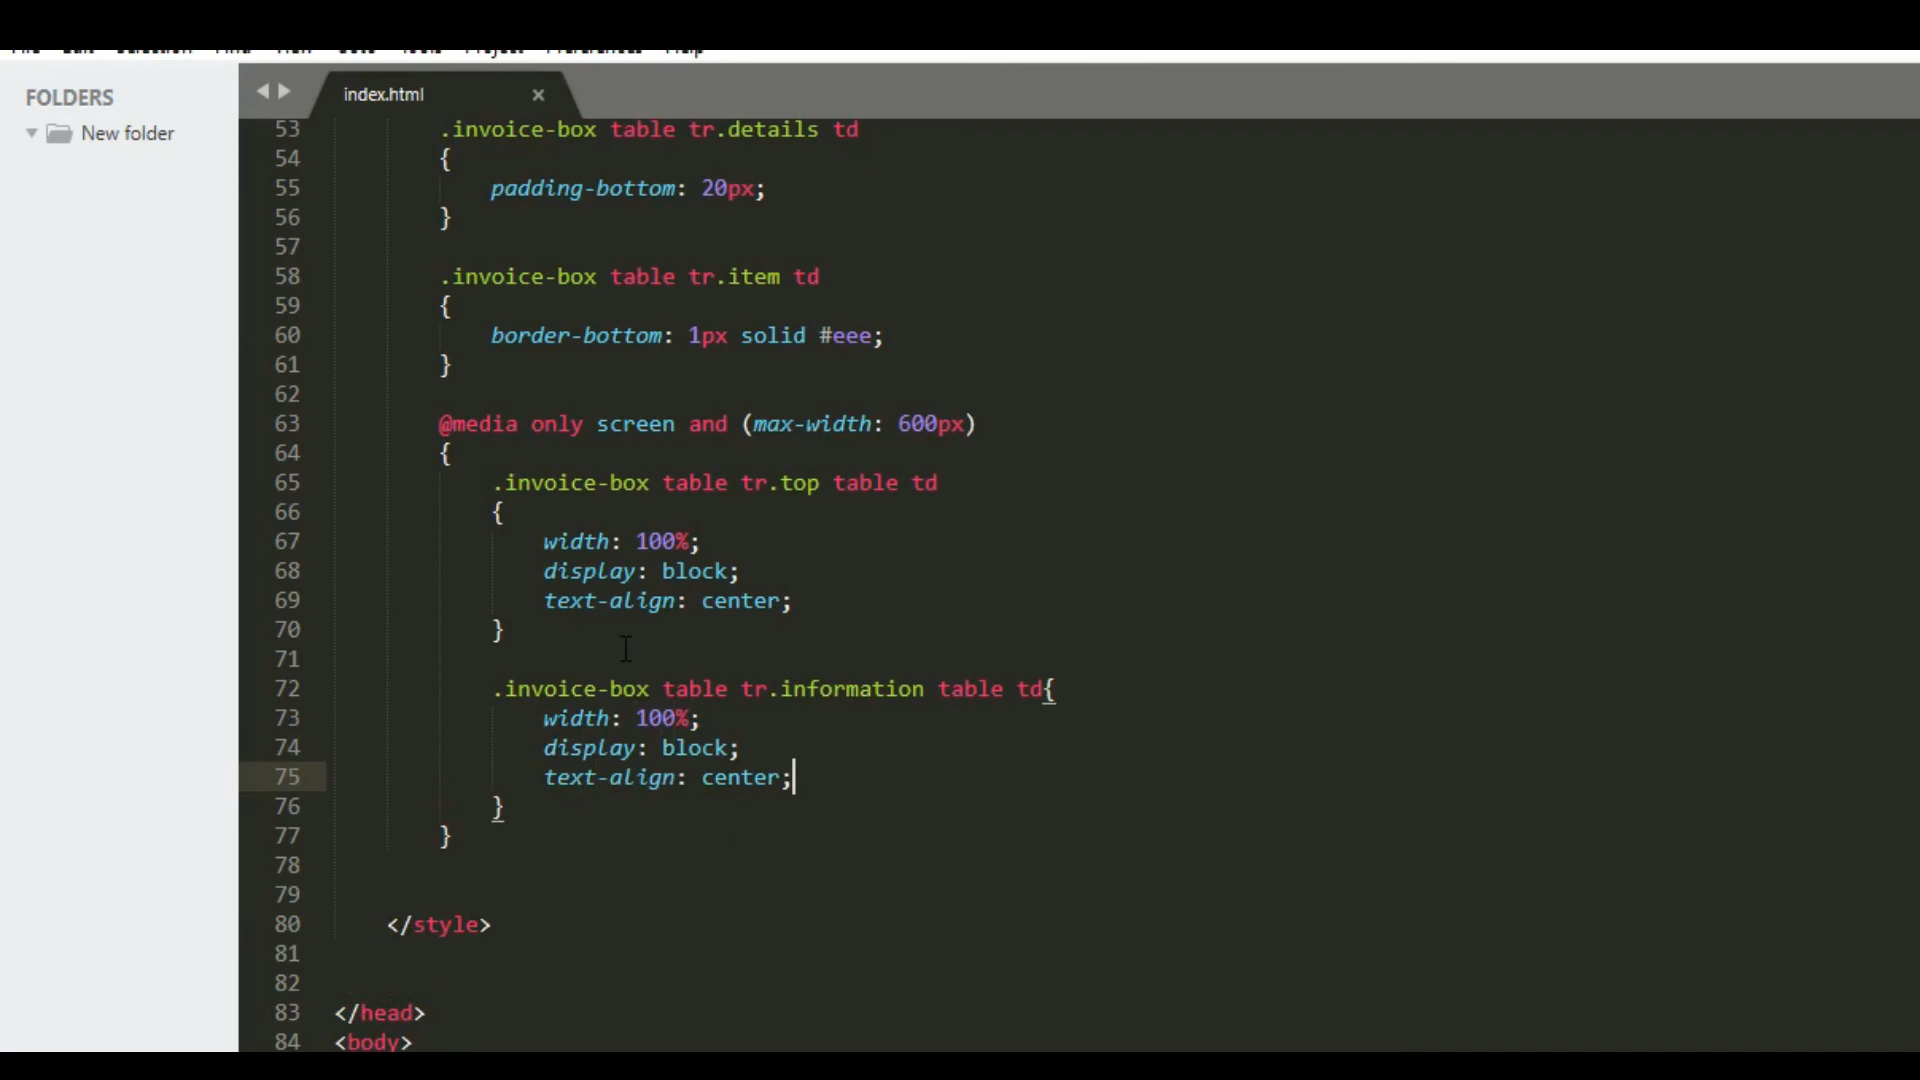 FOLDERS
New folder
index.html
53 .invoice-box table tr.details td
54 {
55 padding-bottom: 20px;
56 }
57
58 .invoice-box table tr.item td
59 {
60 border-bottom: 1px solid #eee;
61 }
62
63 @media only screen and (max-width: 600px)
64 {
65 .invoice-box table tr.top table td
66 {
67 width: 100%;
68 display: block;
69 text-align: center;
70 }
71
72 .invoice-box table tr.information table td{
73 width: 100%;
74 display: block;
75 text-align: center;
76 }
77 }
78
79
80 </style>
81
82
83 </head>
84 <body>